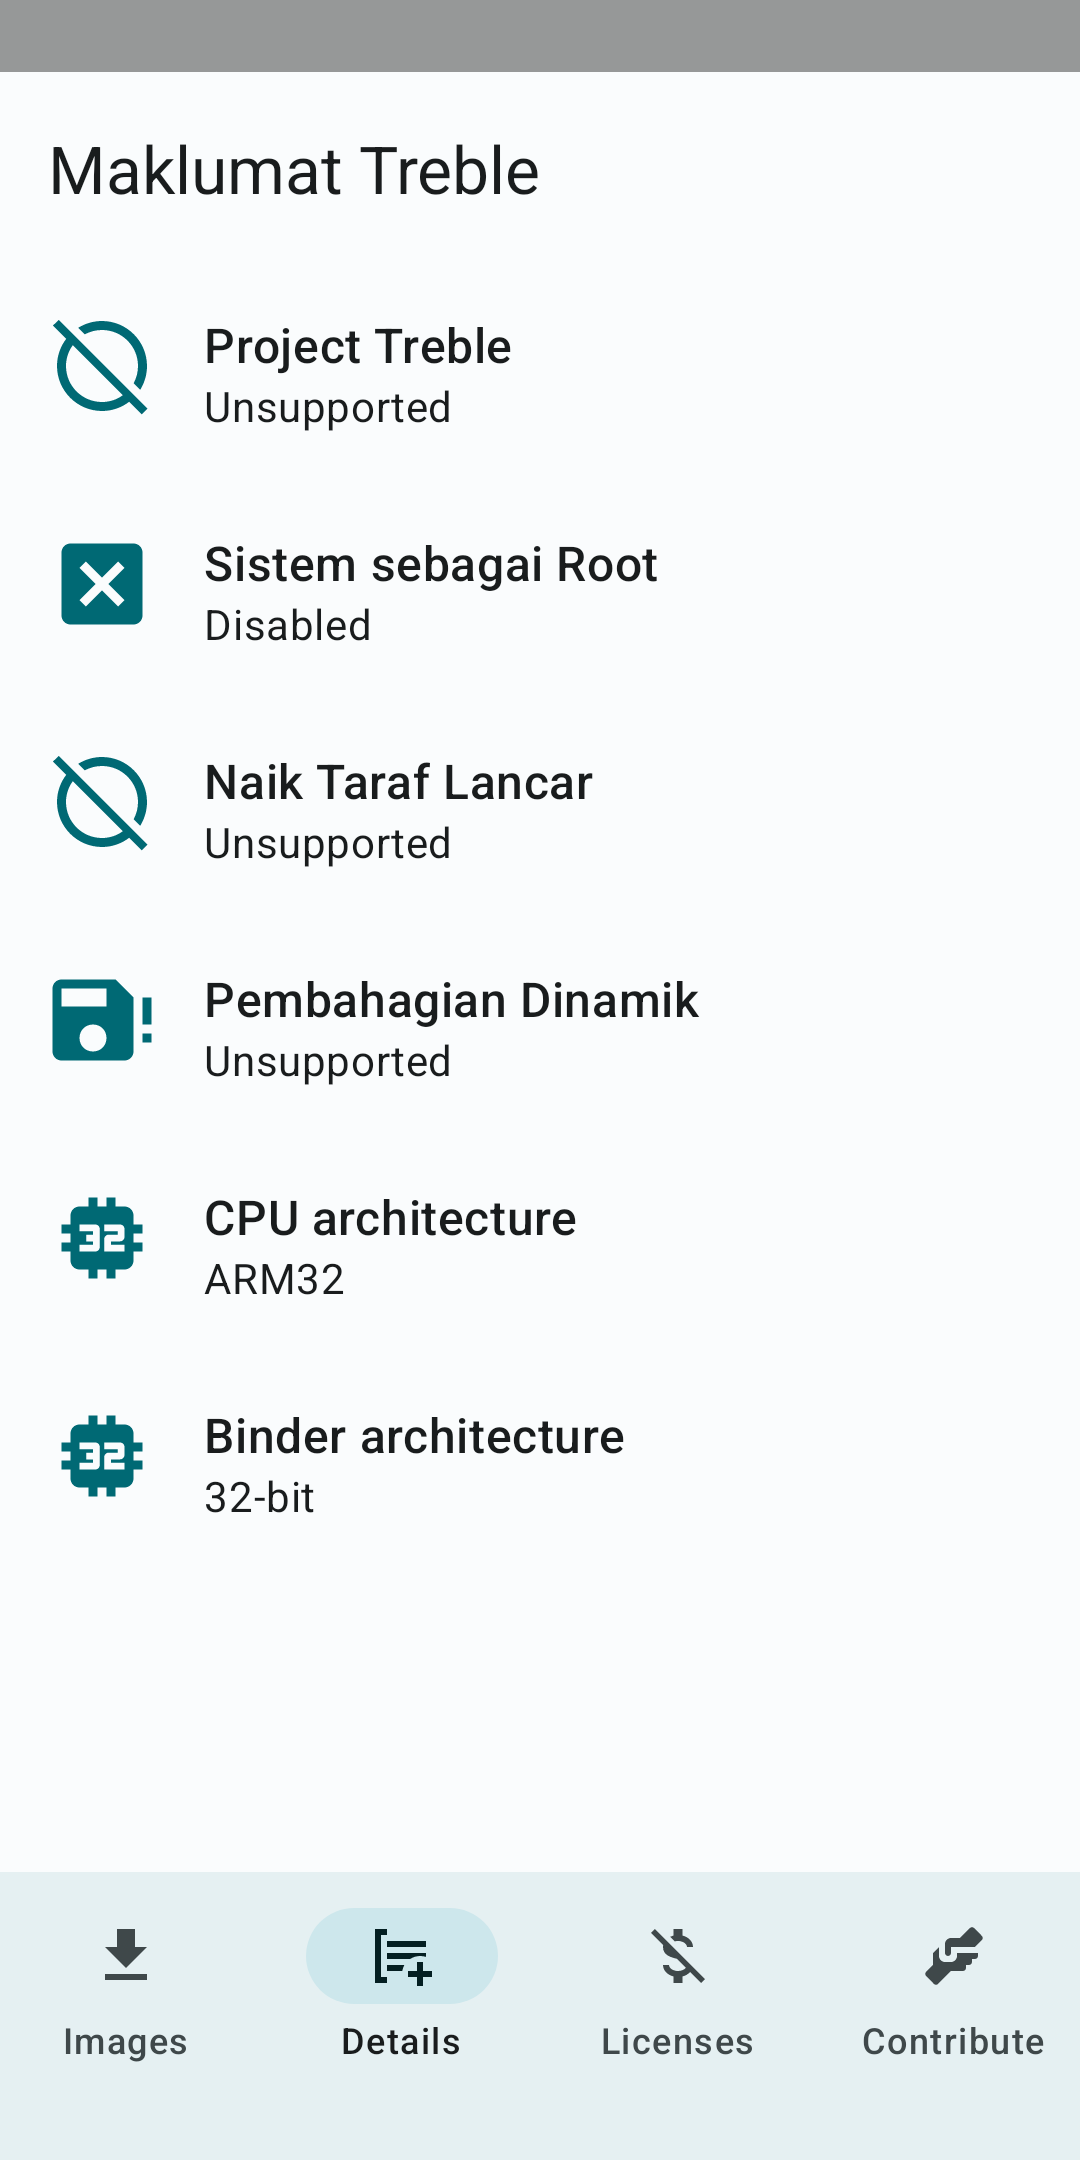 Maklumat Treble
Project Treble
Unsupported
Sistem sebagai Root
Disabled
Naik Taraf Lancar
Unsupported
Pembahagian Dinamik
Unsupported
32
CPU architecture
ARM32
32
Binder architecture
32-bit
Images
Details
Licenses
Contribute